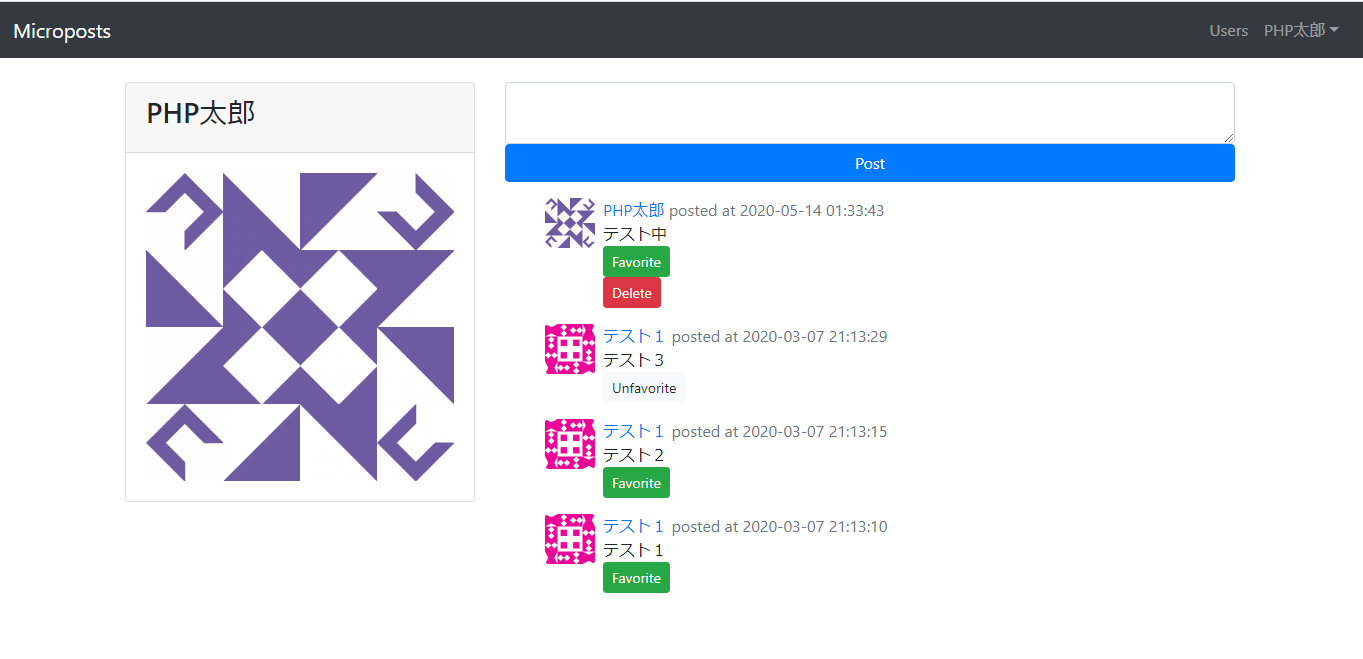 Microposts
Users PHP太郎
PHP太郎
Post
PHP太郎 posted at 2020-05-14 01:33:43
テスト中
Favorite
Delete
テスト１ posted at 2020-03-07 21:13:29
テスト３
Unfavorite
テスト１ posted at 2020-03-07 21:13:15
テスト２
Favorite
テスト１ posted at 2020-03-07 21:13:10
テスト１
Favorite